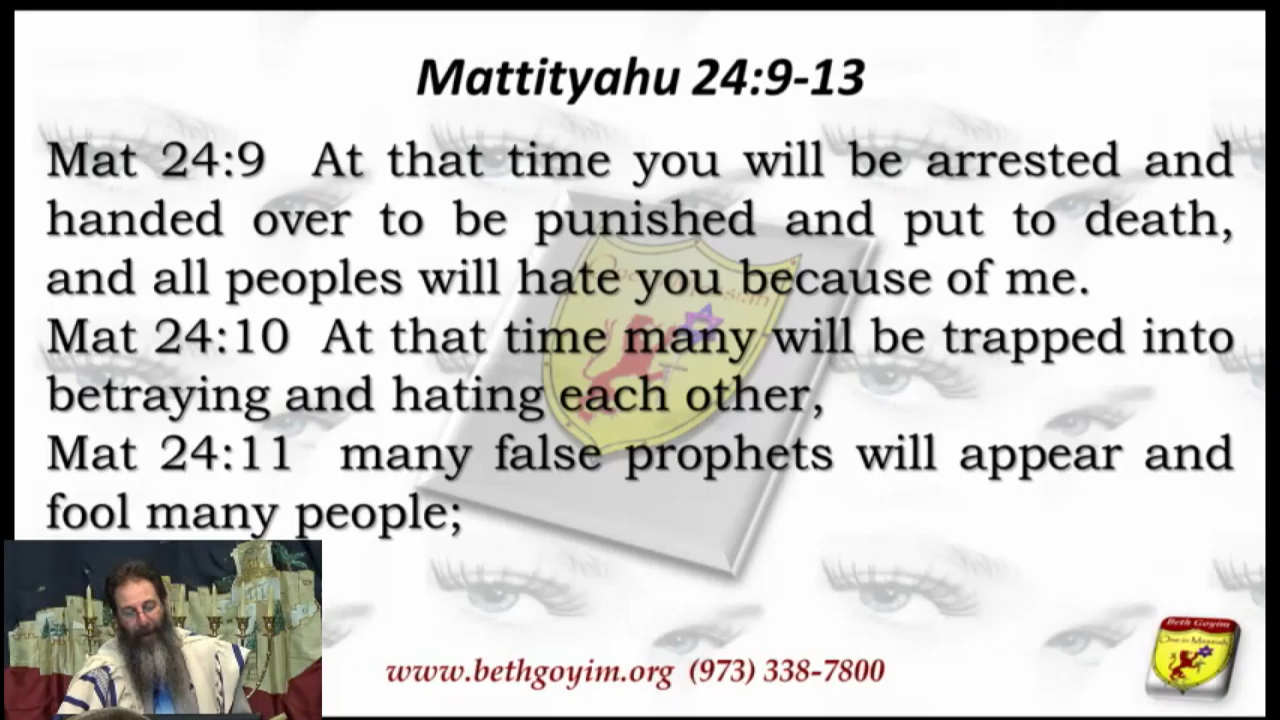 Mattityahu 24:9-13
Mat 24:9 At that time you will be arrested and
handed over to be punished and put to death,
and all peoples will hate you because of me.
Mat 24:10 At that time many will be trapped into
betraying and hating each other,
Mat 24:11 many false prophets will appear and
fool many people;
www.bethgoyim.org (973) 338-7800
Beth Goyim
One in Messiah